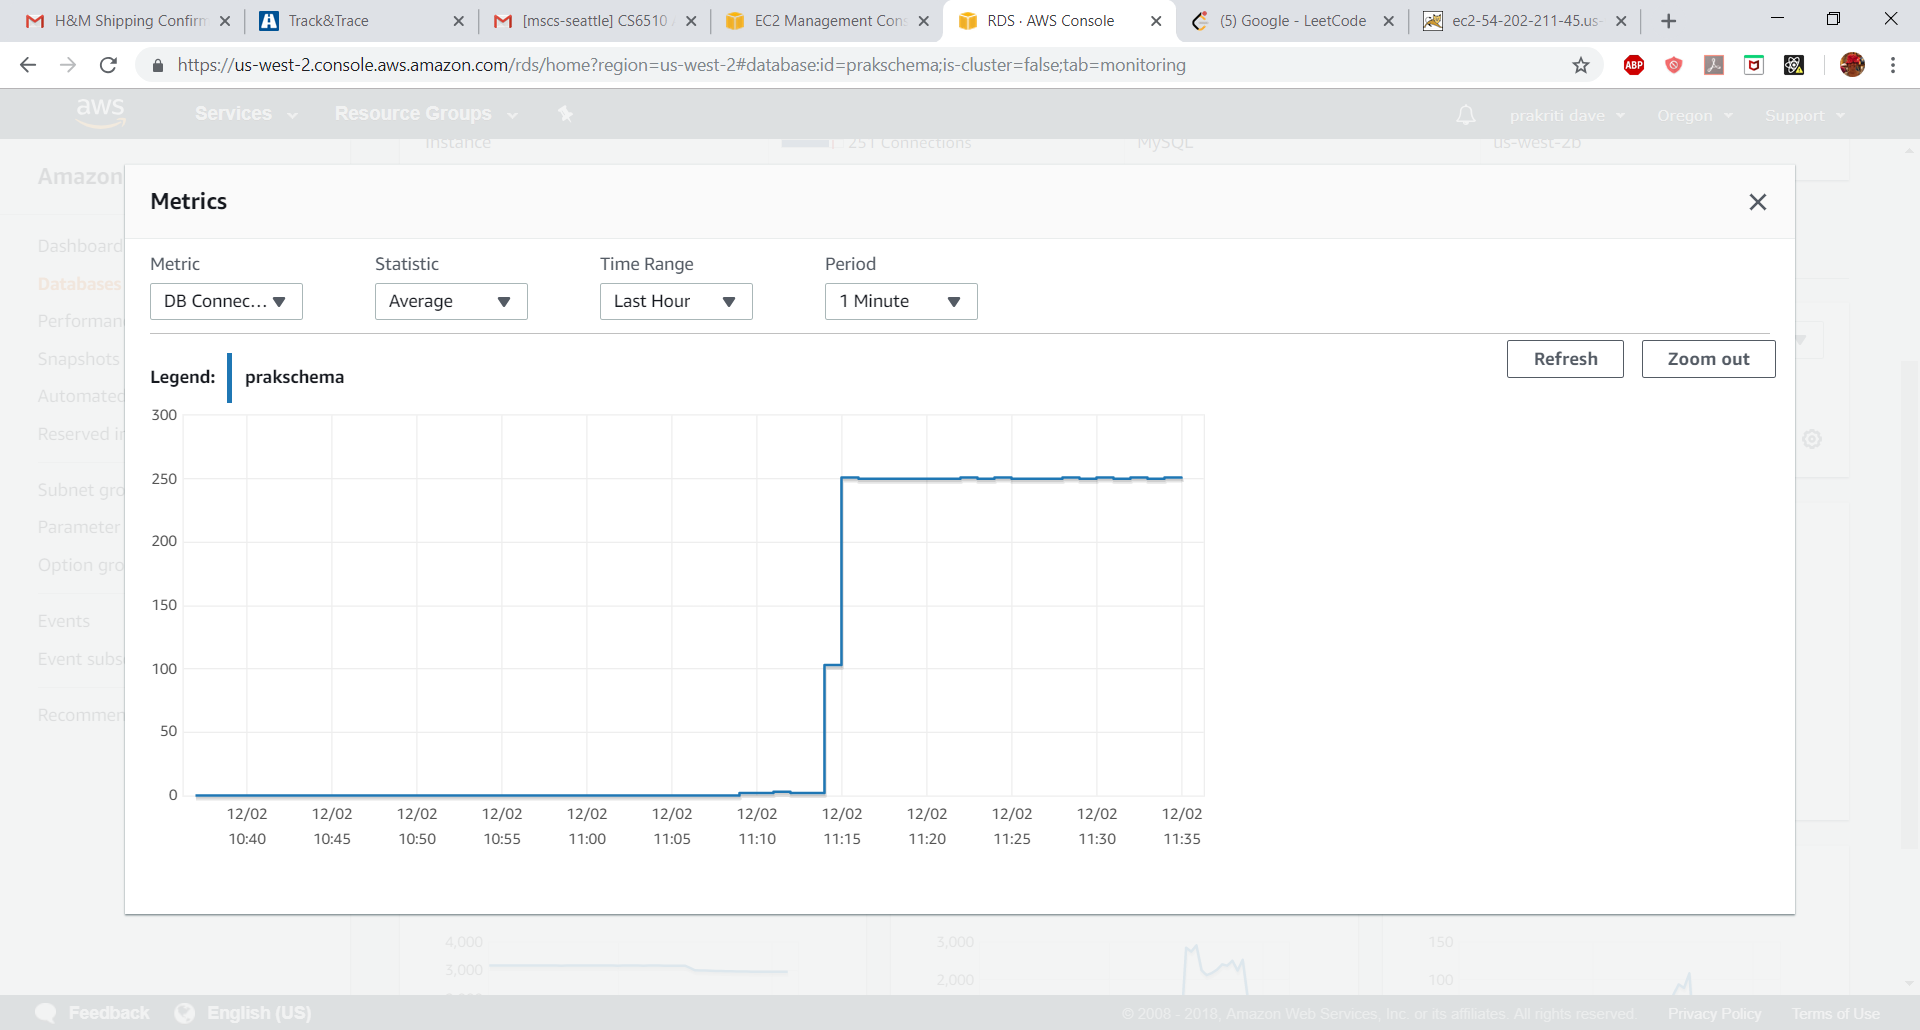 H&M Shipping Confirm
Track&Trace
[mscs-seattle] CS6510
EC2 Management Cons
RDS · AWS Console
(5) Google - LeetCode
ec2-54-202-211-45.us-
https://us-west-2.console.aws.amazon.com/rds/home?region=us-west-2#database:id=prakschema;is-cluster=false;tab=monitoring
ABP
aws
Services
Resource Groups
prakriti dave
Oregon
Support
Instance
251 Connections
MySQL
us-west-2b
Amazon
Dashboard
Databases
Performan
Snapshots
Automated
Reserved in
Subnet gro
Parameter
Option gro
Events
Event subs
Recommen
Metrics
Metric
Statistic
Time Range
Period
DB Connec...
Average
Last Hour
1 Minute
Refresh
Zoom out
Legend:
prakschema
300
250
200
150
100
50
0
12/02 12/02 12/02 12/02 12/02 12/02 12/02 12/02 12/02 12/02 12/02 12/02
10:40 10:45 10:50 10:55 11:00 11:05 11:10 11:15 11:20 11:25 11:30 11:35
4,000
3,000
3,000
2,000
150
100
Feedback
English (US)
© 2008 - 2018, Amazon Web Services, Inc. or its affiliates. All rights reserved.
Privacy Policy
Terms of Use